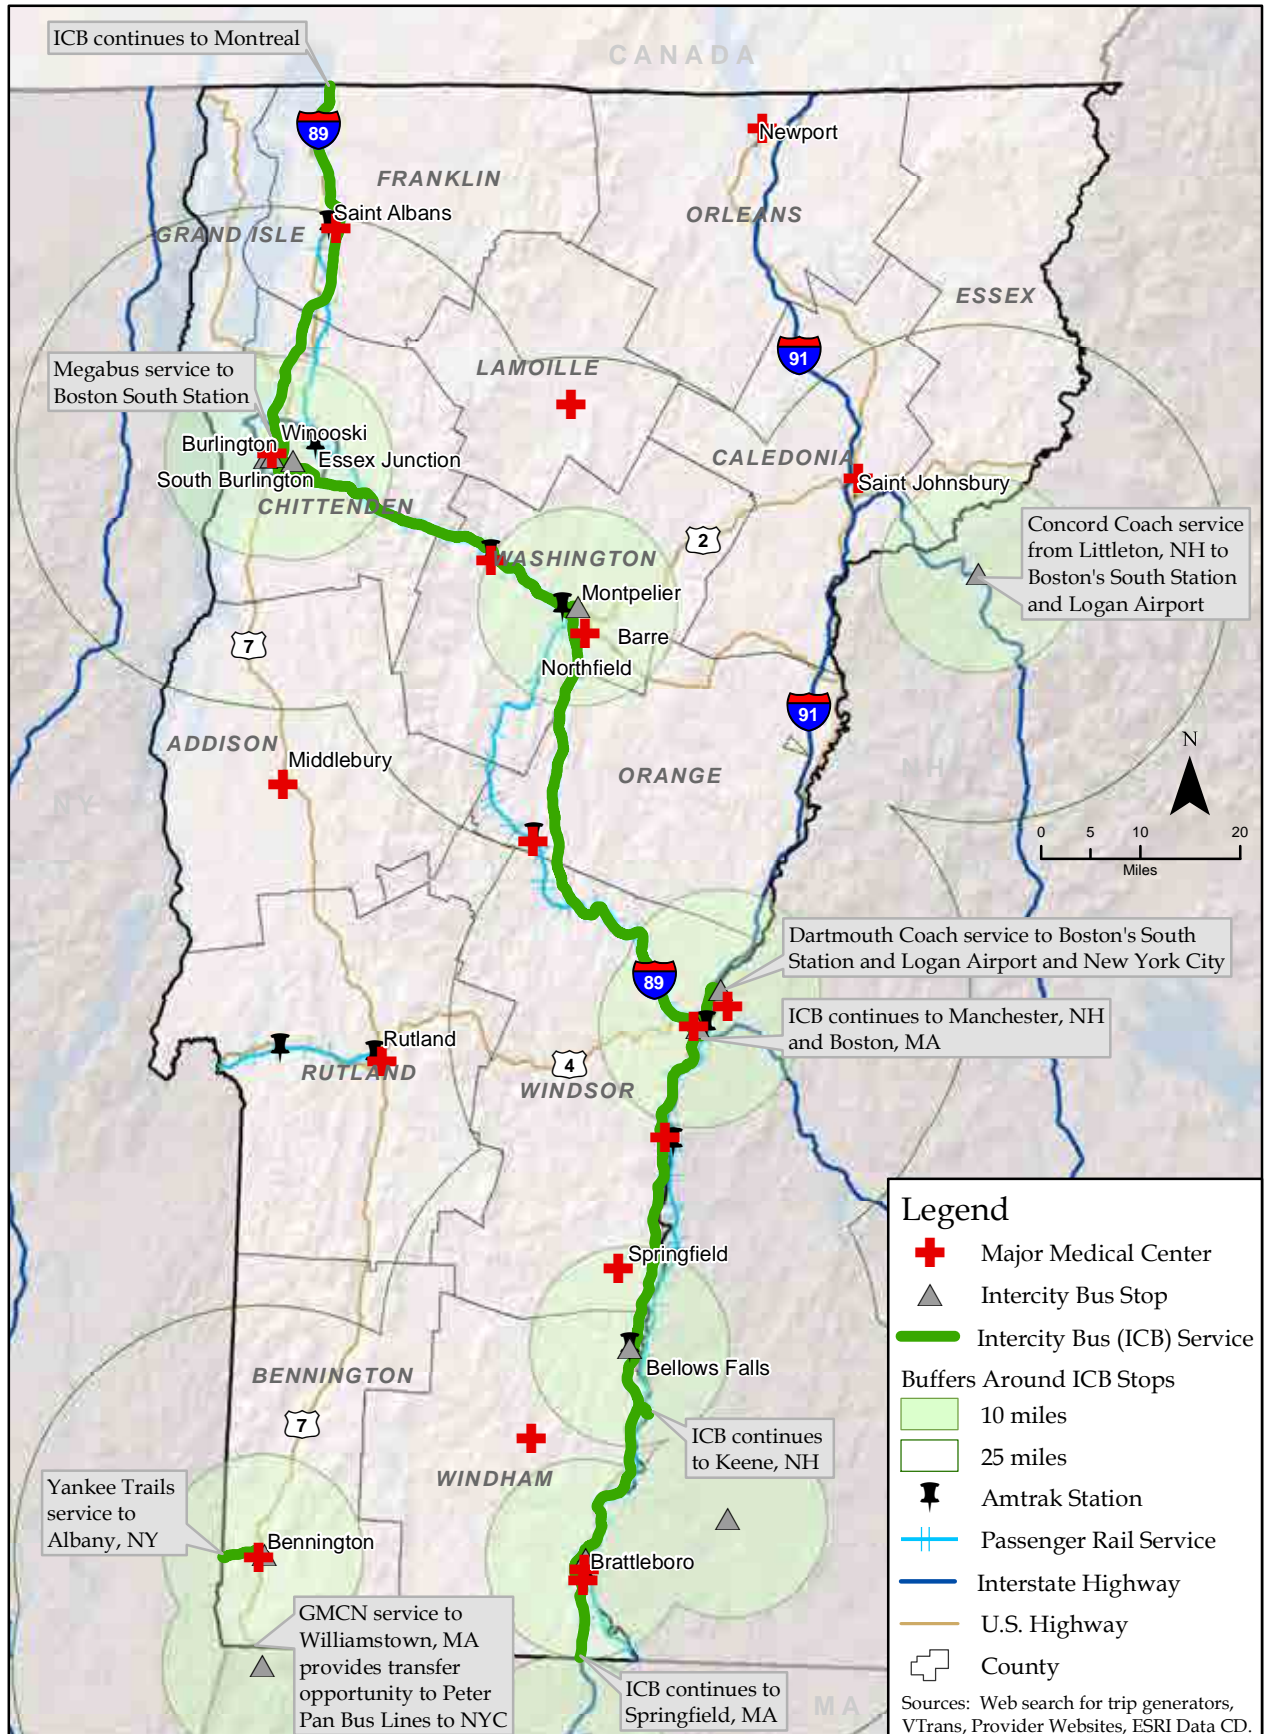 ICB continues to Montreal
CANADA
89
Newport
FRANKLIN
ORLEANS
Saint Albans
GRAND ISLE
ESSEX
91
Megabus service to
Boston South Station
LAMOILLE
Winooski
Burlington
Essex Junction
South Burlington
CHITTENDEN
CALEDONIA
Saint Johnsbury
Concord Coach service
from Littleton, NH to
Boston's South Station
and Logan Airport
2
WASHINGTON
Montpelier
Barre
Northfield
7
91
ADDISON
Middlebury
ORANGE
NH
NY
N
0 5 10 20
Miles
Dartmouth Coach service to Boston's South
Station and Logan Airport and New York City
89
ICB continues to Manchester, NH
and Boston, MA
Rutland
RUTLAND
4
WINDSOR
Springfield
Bellows Falls
BENNINGTON
7
ICB continues
to Keene, NH
WINDHAM
Yankee Trails
service to
Albany, NY
Bennington
Brattleboro
GMCN service to
Williamstown, MA
provides transfer
opportunity to Peter
Pan Bus Lines to NYC
ICB continues to
Springfield, MA
MA
Legend
Major Medical Center
Intercity Bus Stop
Intercity Bus (ICB) Service
Buffers Around ICB Stops
10 miles
25 miles
Amtrak Station
Passenger Rail Service
Interstate Highway
U.S. Highway
County
Sources: Web search for trip generators,
VTrans, Provider Websites, ESRI Data CD.